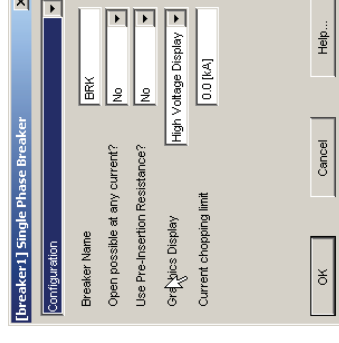 [breaker1] Single Phase Breaker
Configuration
Breaker Name BRK
Open possible at any current? No
Use Pre-Insertion Resistance? No
Graphics Display High Voltage Display
Current chopping limit 0.0 [kA]
OK Cancel Help...